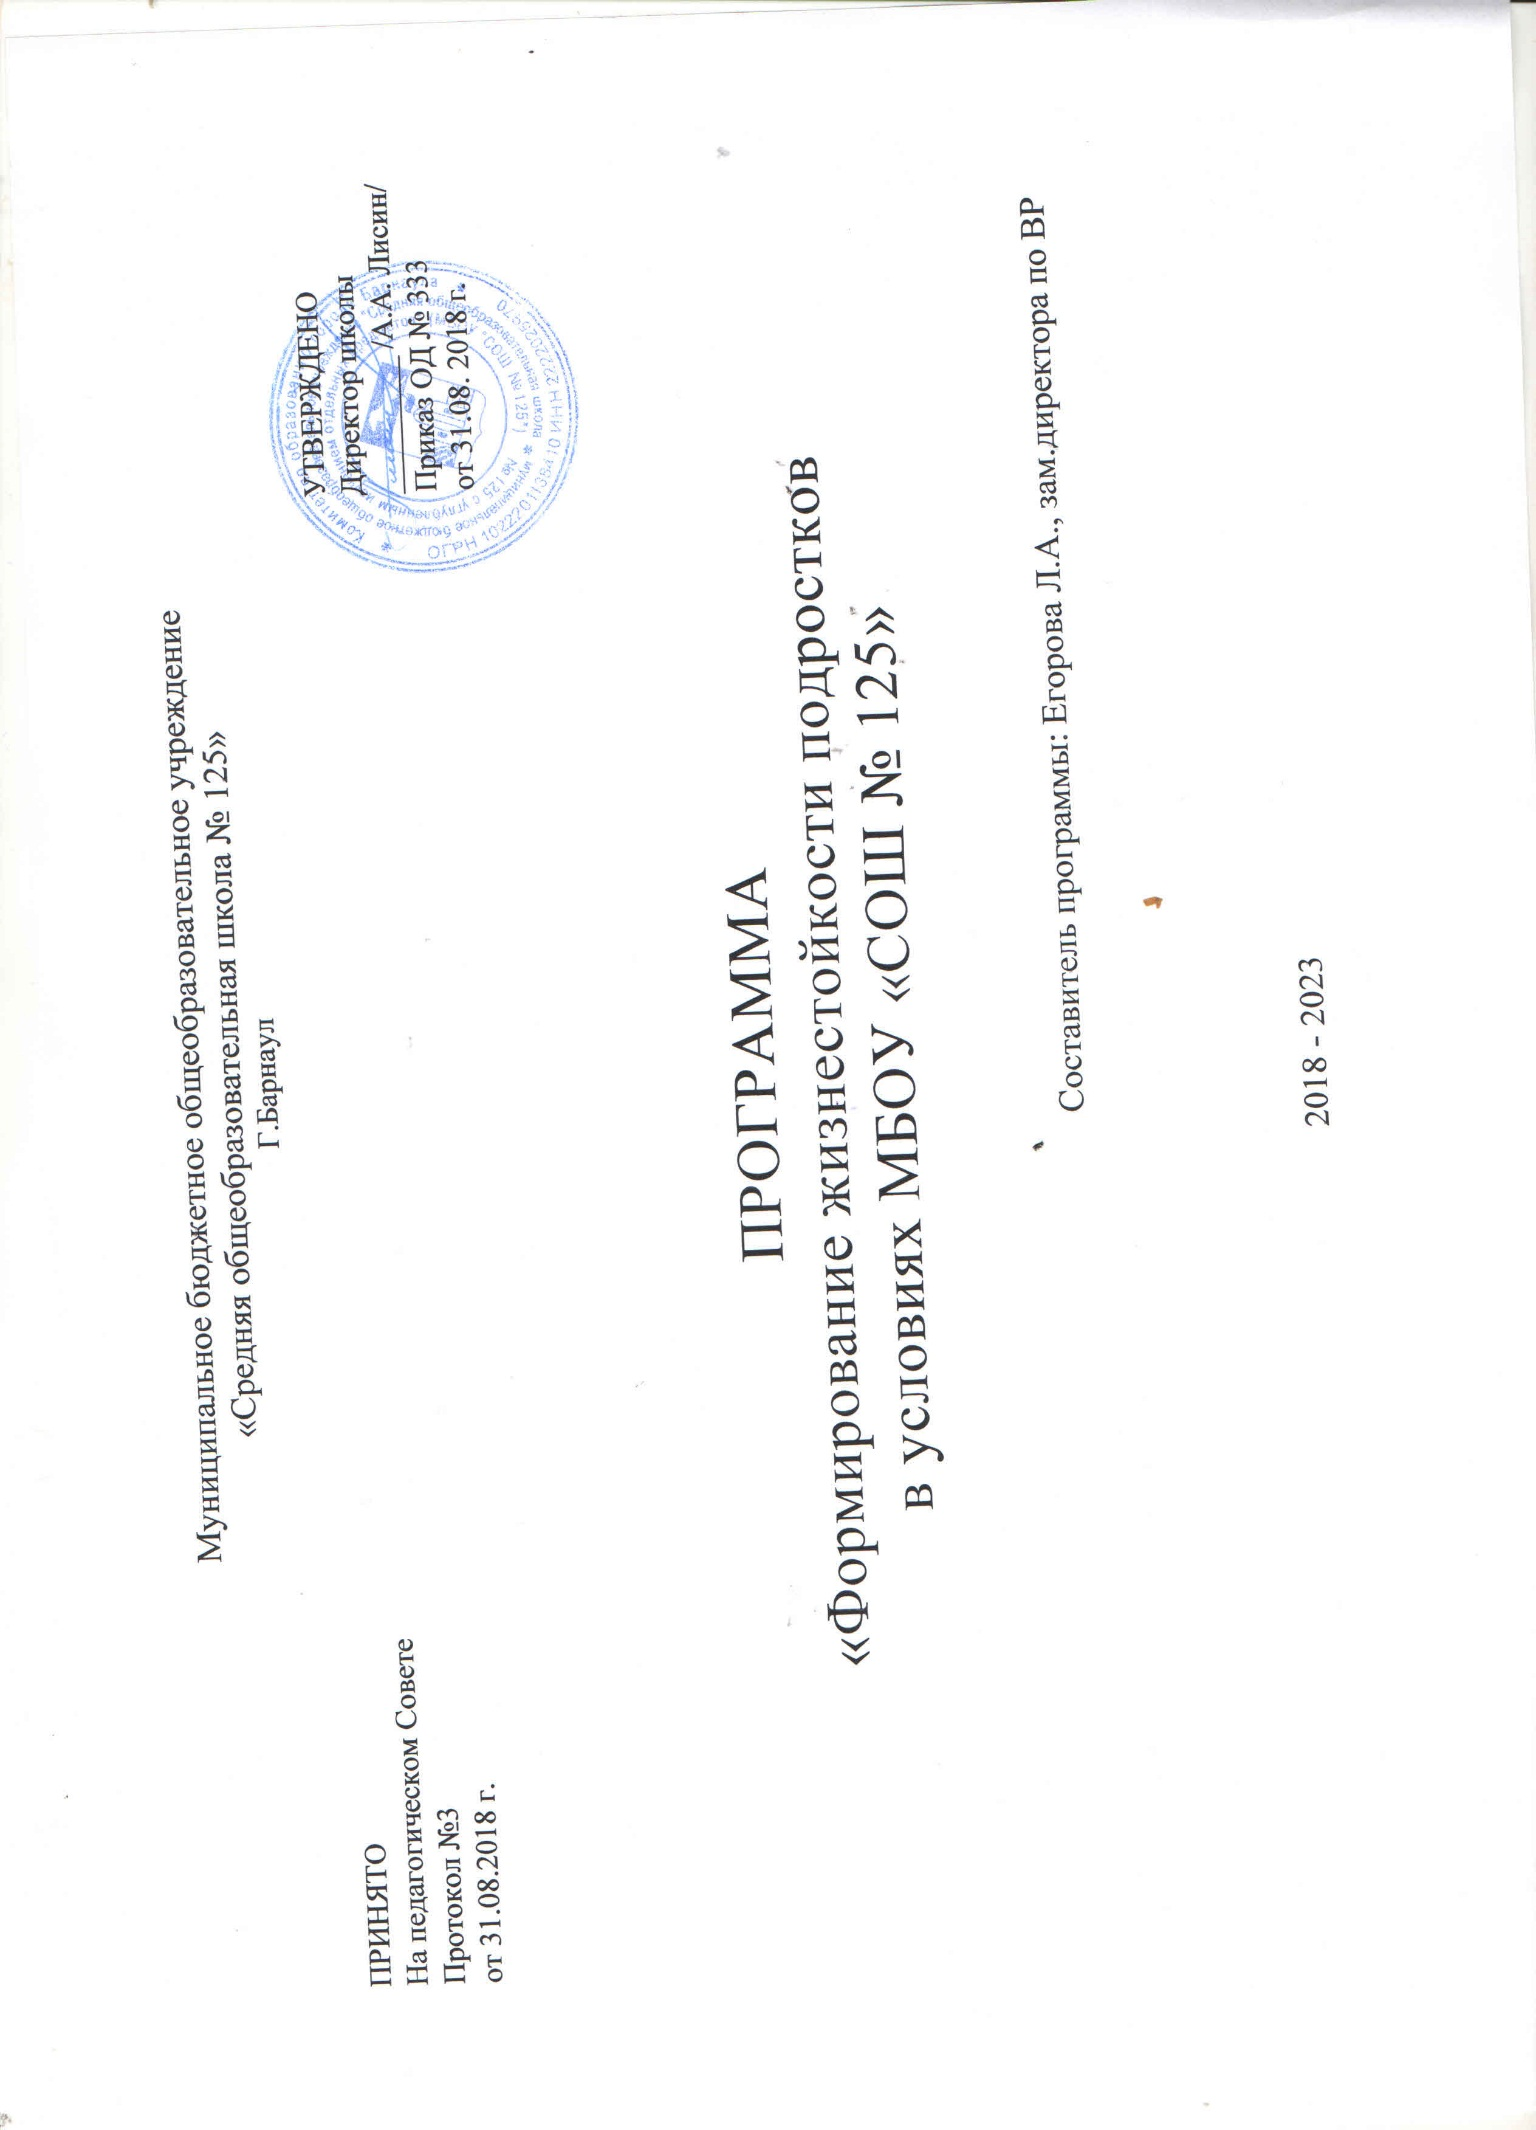 Муниципальное бюджетное общеобразовательное учреждение
«Средняя общеобразовательная школа № 125»
Г.Барнаул
ПРИНЯТО
На педагогическом Совете
Протокол №3
от 31.08.2018 г.
УТВЕРЖДЕНО
Директор школы
/А.А. Лисин/
Приказ ОД № 333
от 31.08. 2018 г.
ПРОГРАММА
«Формирование жизнестойкости подростков
в условиях МБОУ «СОШ № 125»
Составитель программы: Егорова Л.А., зам.директора по ВР
2018 - 2023